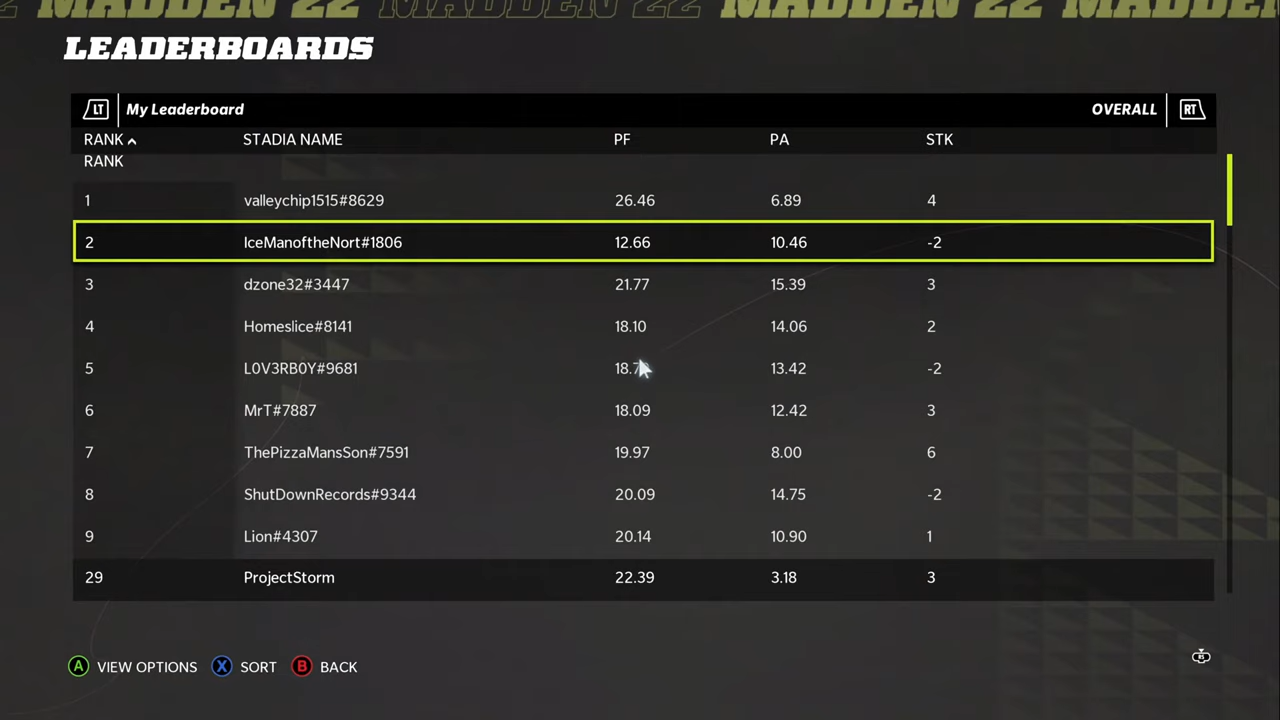 MADDEN 22 MADDEN 22 MADDEN 22 MADDEN
LEADERBOARDS
LT My Leaderboard OVERALL RT
RANK STADIA NAME PF PA STK
RANK
1 valleychip1515#8629 26.46 6.89 4
2 IceManoftheNort#1806 12.66 10.46 -2
3 dzone32#3447 21.77 15.39 3
4 Homeslice#8141 18.10 14.06 2
5 L0V3RB0Y#9681 13.42 -2
6 MrT#7887 18.09 12.42 3
7 ThePizzaMansSon#7591 19.97 8.00 6
8 ShutDownRecords#9344 20.09 14.75 -2
9 Lion#4307 20.14 10.90 1
29 ProjectStorm 22.39 3.18 3
A VIEW OPTIONS X SORT B BACK RS